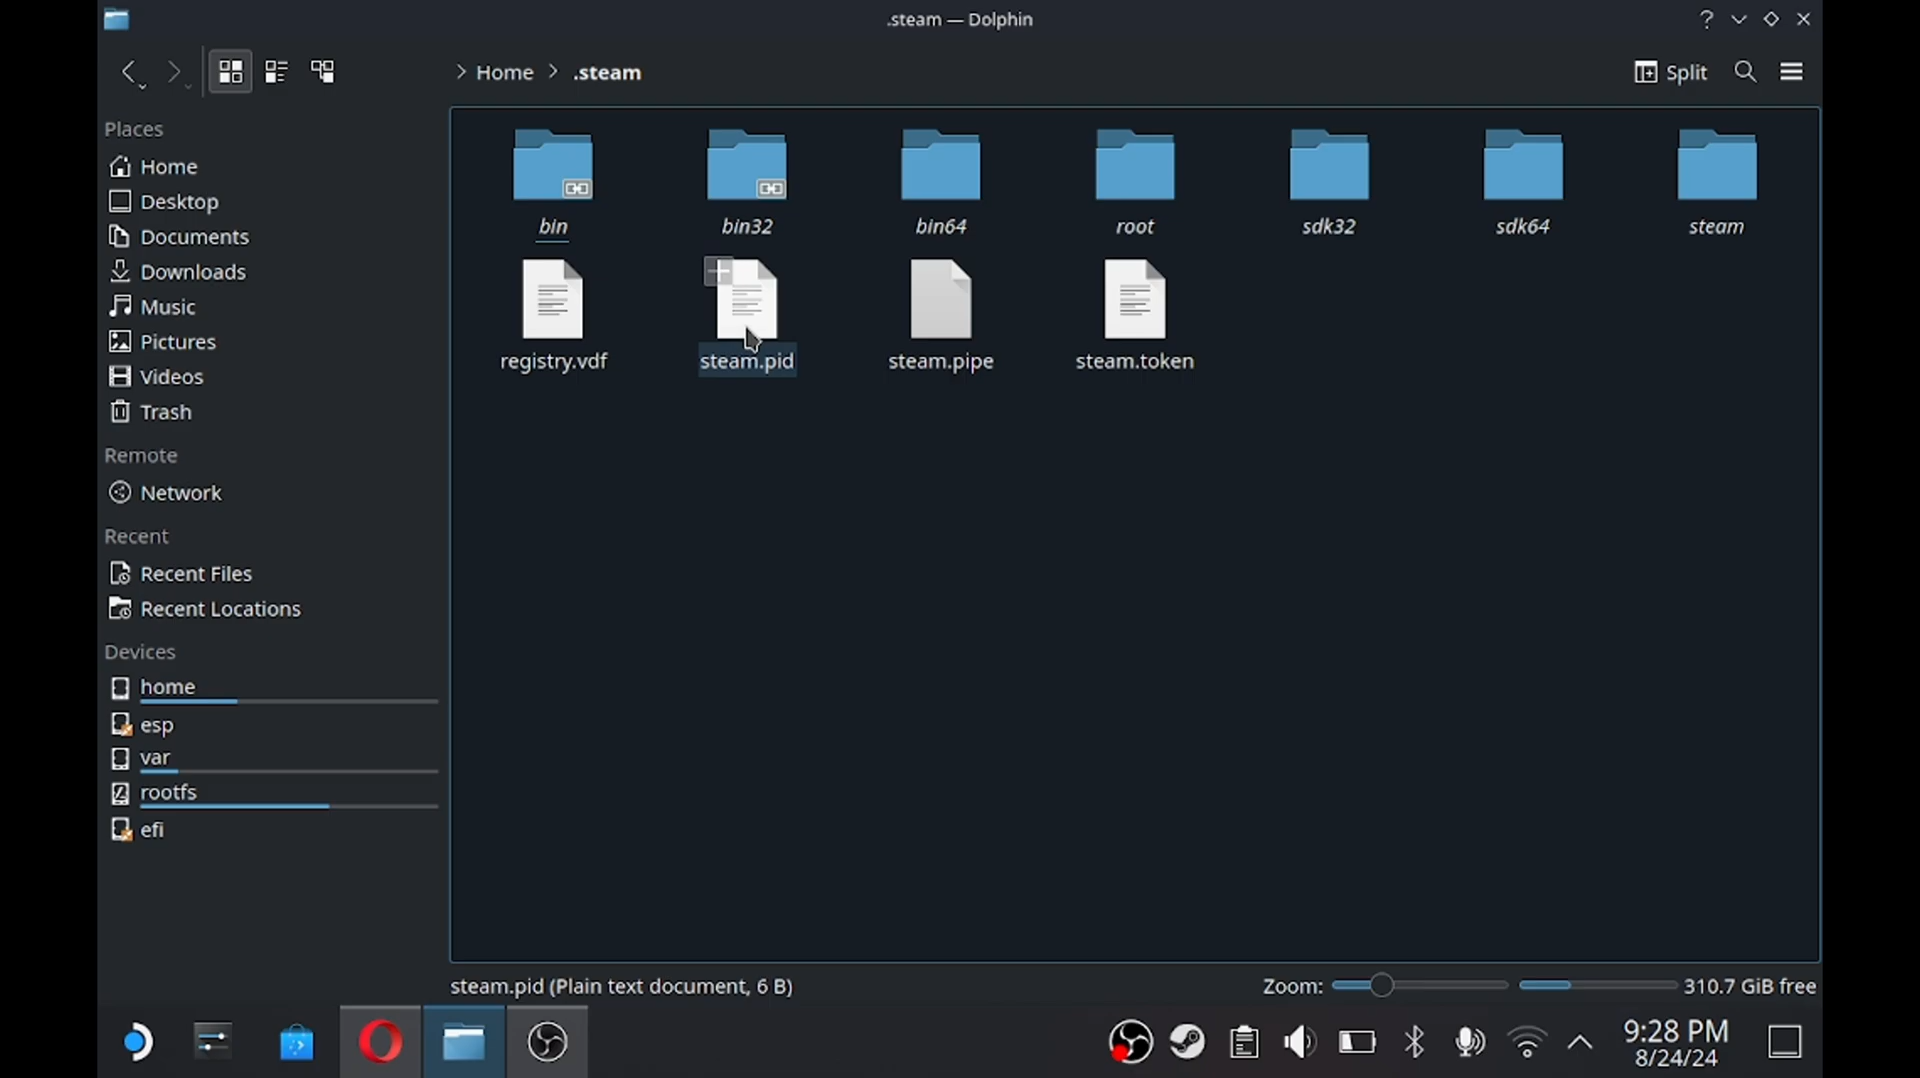 .steam — Dolphin
?
> Home > .steam
Split
Places
Home
Desktop
Documents
Downloads
Music
Pictures
Videos
Trash
Remote
Network
Recent
Recent Files
Recent Locations
Devices
home
esp
var
rootfs
efi
bin
bin32
bin64
root
sdk32
sdk64
steam
registry.vdf
steam.pid
steam.pipe
steam.token
steam.pid (Plain text document, 6 B)
Zoom:
310.7 GiB free
9:28 PM
8/24/24